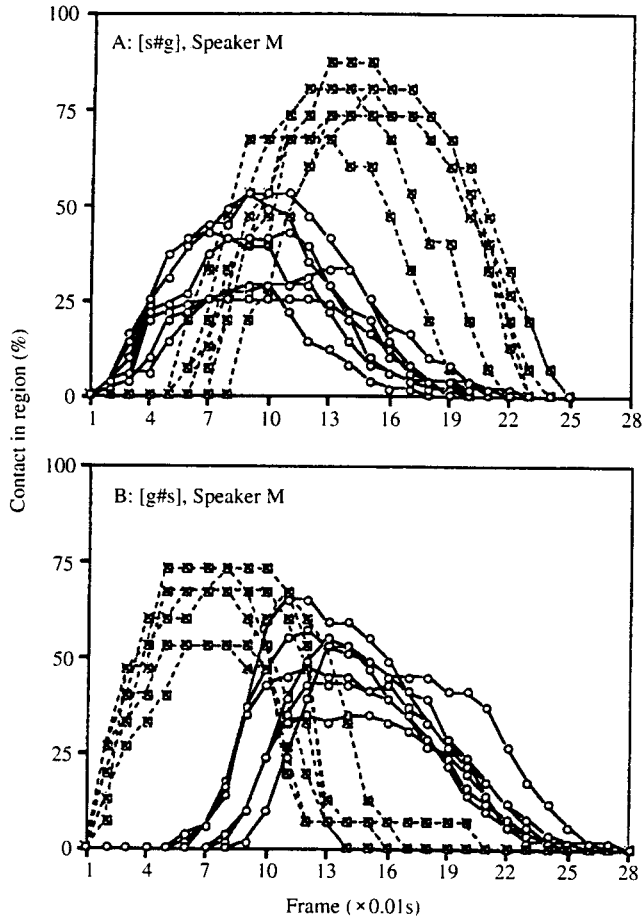 100
A: [s#g}, Speaker M
75
50
25
0
1 4 7 10 13 16 19 22 25 28
Contact in region (%)
100
B: [g#s], Speaker M
75
50
25
0
1 4 7 10 13 16 19 22 25 28
Frame (×0.01s)